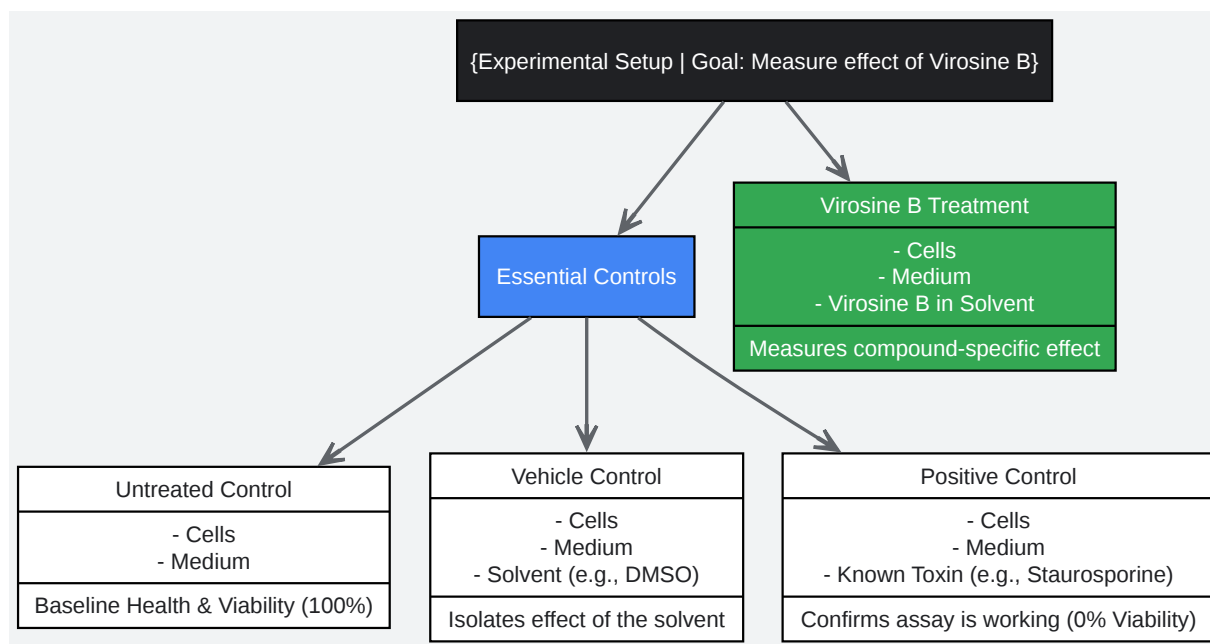 {Experimental Setup | Goal: Measure effect of Virosine B}
Virosine B Treatment
- Cells
- Medium
- Virosine B in Solvent
Measures compound-specific effect
Essential Controls
Untreated Control
- Cells
- Medium
Baseline Health & Viability (100%)
Vehicle Control
- Cells
- Medium
- Solvent (e.g., DMSO)
Isolates effect of the solvent
Positive Control
- Cells
- Medium
- Known Toxin (e.g., Staurosporine)
Confirms assay is working (0% Viability)